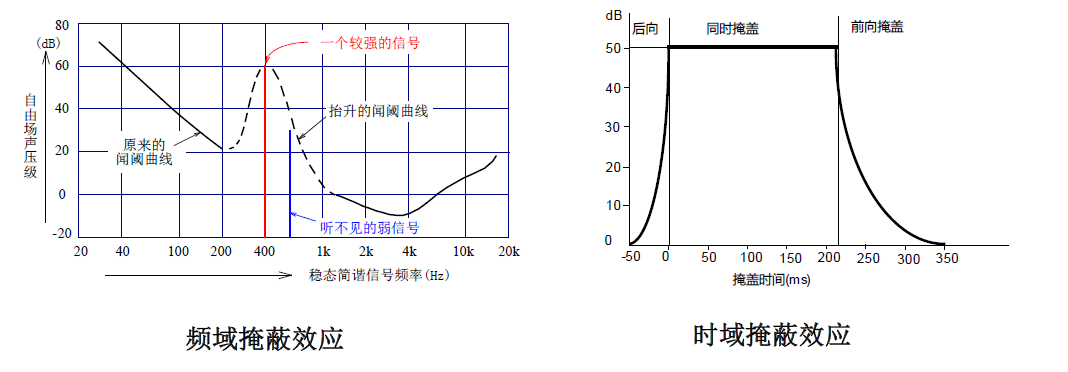 80
(dB)
60
40
20
0
-20
自由场声压级
一个较强的信号
抬升的闻阈曲线
原来的
闻阈曲线
听不见的弱信号
20 40 100 200 400 1k 2k 4k 10k 20k
稳态简谐信号频率(Hz)
频域掩蔽效应
dB
后向 同时掩盖 前向掩盖
50
40
30
20
10
0
-50 0 50 100 150 200 250 300 350
掩盖时间(ms)
时域掩蔽效应